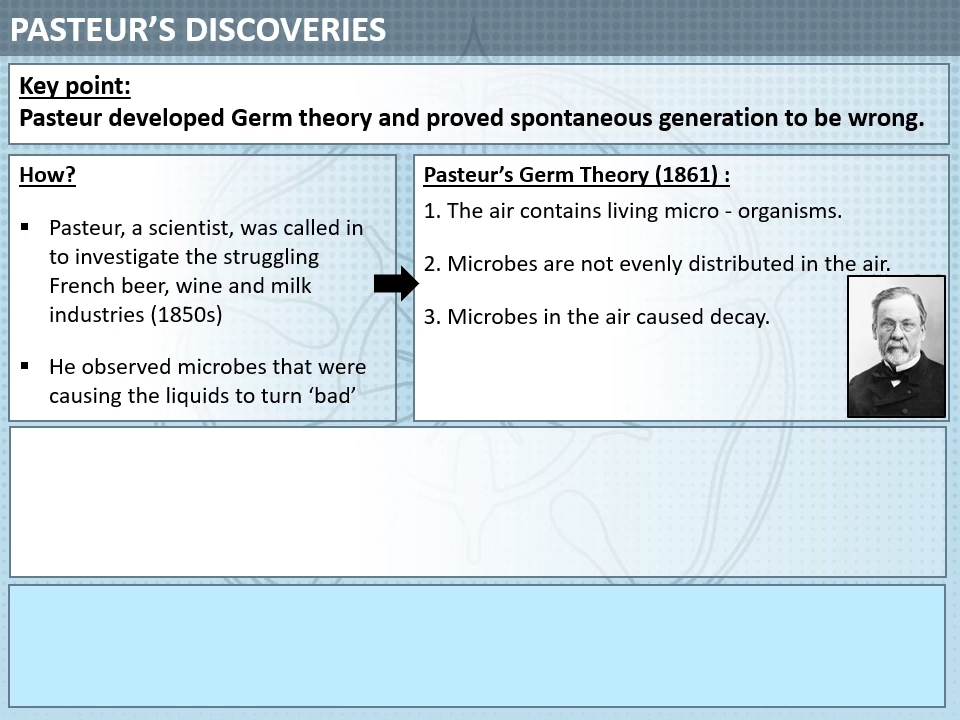 PASTEUR’S DISCOVERIES
Key point:
Pasteur developed Germ theory and proved spontaneous generation to be wrong.
How?
▪ Pasteur, a scientist, was called in
to investigate the struggling
French beer, wine and milk
industries (1850s)
▪ He observed microbes that were
causing the liquids to turn ‘bad’
Pasteur’s Germ Theory (1861) :
1. The air contains living micro - organisms.
2. Microbes are not evenly distributed in the air.
3. Microbes in the air caused decay.